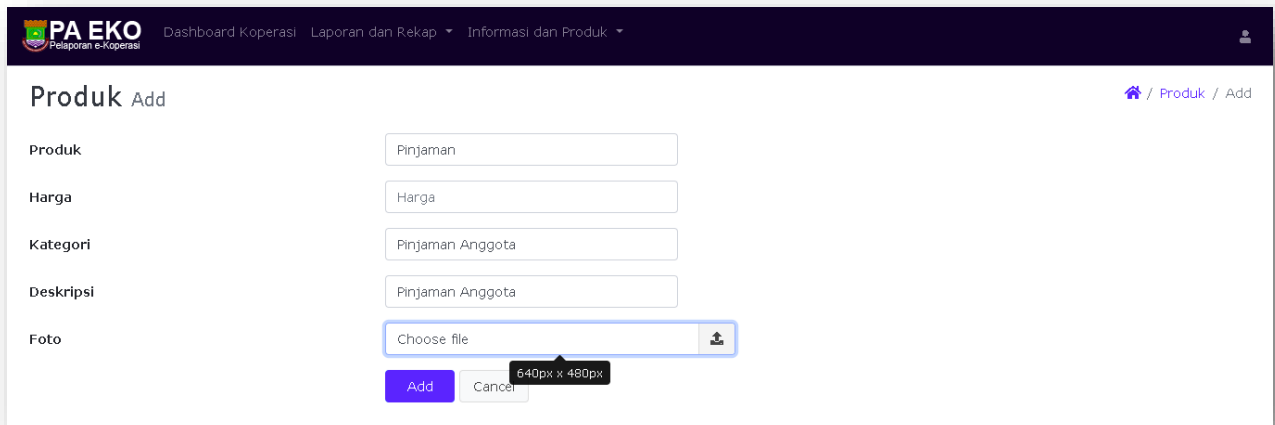 PA EKO
Pelaporan e-Koperasi
Dashboard Koperasi Laporan dan Rekap Informasi dan Produk
Produk Add
/ Produk / Add
Produk Pinjaman
Harga Harga
Kategori Pinjaman Anggota
Deskripsi Pinjaman Anggota
Foto Choose file
640px x 480px
Add Cancel